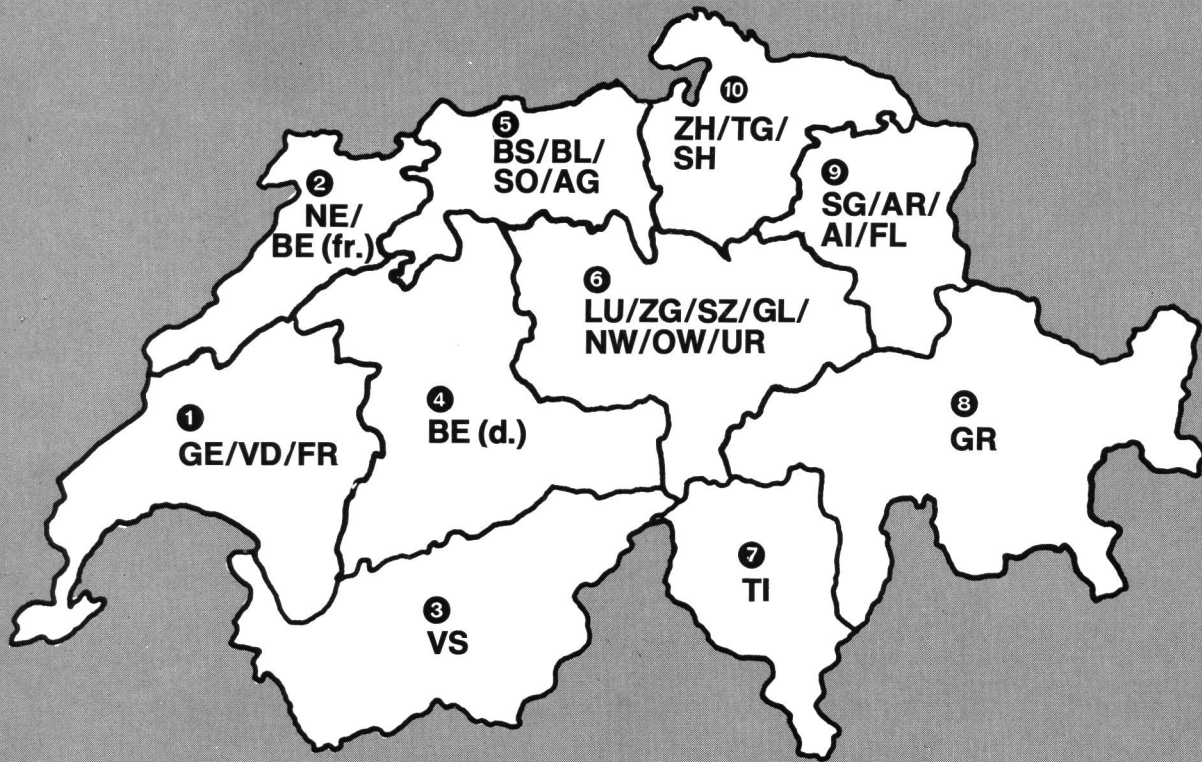 1
GE/VD/FR
2
NE/
BE (fr.)
3
VS
4
BE (d.)
5
BS/BL/
SO/AG
6
LU/ZG/SZ/GL/
NW/OW/UR
7
TI
8
GR
9
SG/AR/
AI/FL
10
ZH/TG/
SH